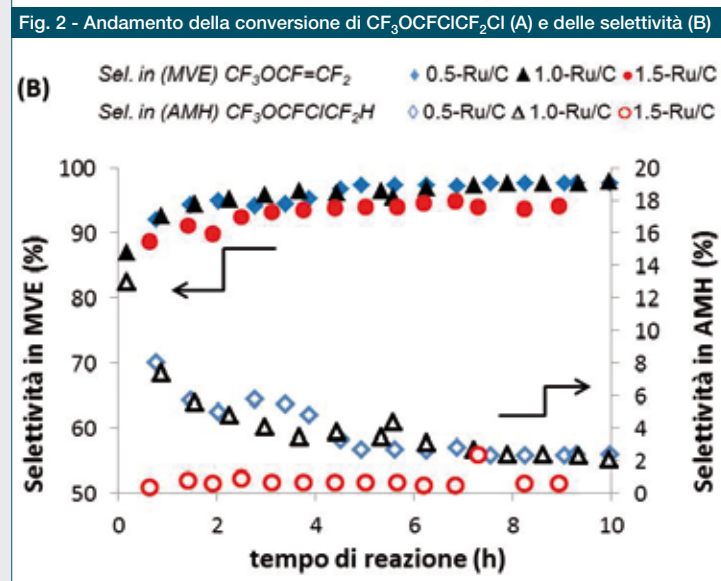 Fig. 2 - Andamento della conversione di CF₃OCFClCF₂Cl (A) e delle selettività (B)
(B)
Sel. in (MVE) CF₃OCF=CF₂ 0.5-Ru/C 1.0-Ru/C 1.5-Ru/C
Sel. in (AMH) CF₃OCFClCF₂H 0.5-Ru/C 1.0-Ru/C 1.5-Ru/C
100
90
80
70
60
50
Selettività in MVE (%)
20
18
16
14
12
10
8
6
4
2
0
Selettività in AMH (%)
0 2 4 6 8 10
tempo di reazione (h)